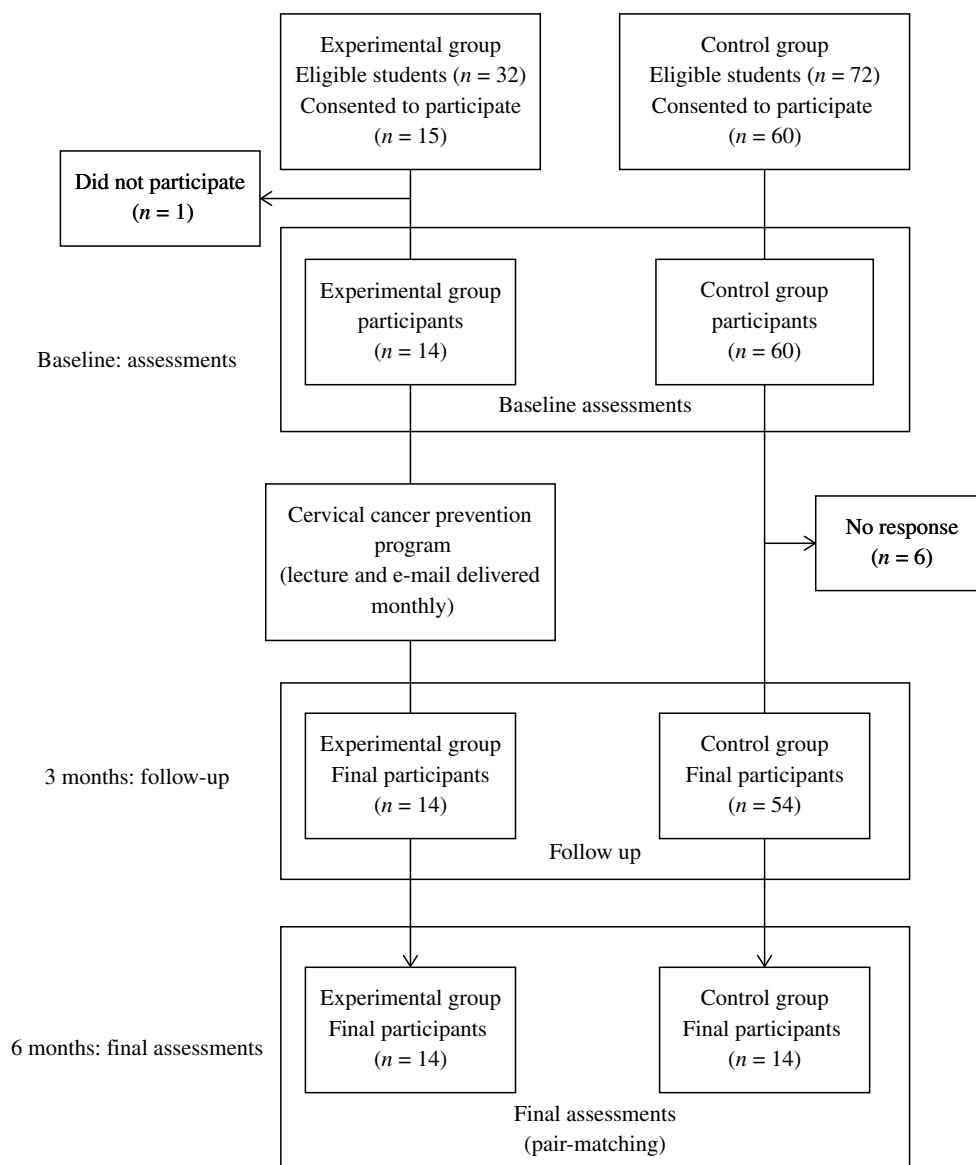 Experimental group
Eligible students (n = 32)
Consented to participate
(n = 15)
Control group
Eligible students (n = 72)
Consented to participate
(n = 60)
Did not participate
(n = 1)
Experimental group
participants
(n = 14)
Control group
participants
(n = 60)
Baseline: assessments
Baseline assessments
Cervical cancer prevention
program
(lecture and e-mail delivered
monthly)
No response
(n = 6)
Experimental group
Final participants
(n = 14)
Control group
Final participants
(n = 54)
3 months: follow-up
Follow up
Experimental group
Final participants
(n = 14)
Control group
Final participants
(n = 14)
6 months: final assessments
Final assessments
(pair-matching)